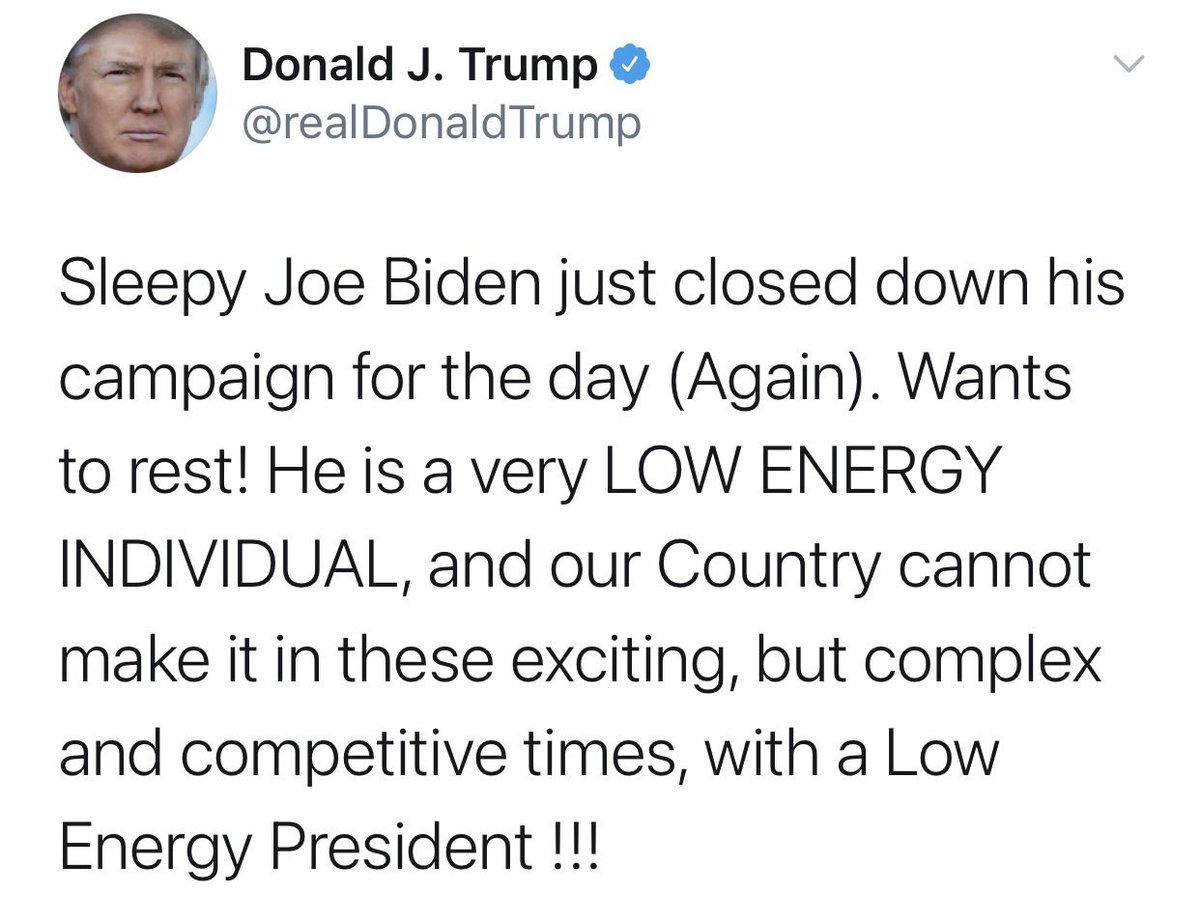 Donald J. Trump
@realDonaldTrump
Sleepy Joe Biden just closed down his
campaign for the day (Again). Wants
to rest! He is a very LOW ENERGY
INDIVIDUAL, and our Country cannot
make it in these exciting, but complex
and competitive times, with a Low
Energy President !!!